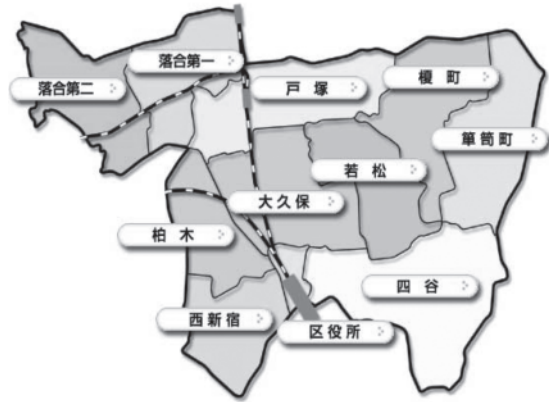 落合第一
落合第二
戸塚
榎町
箪笥町
若松
大久保
柏木
四谷
西新宿
区役所